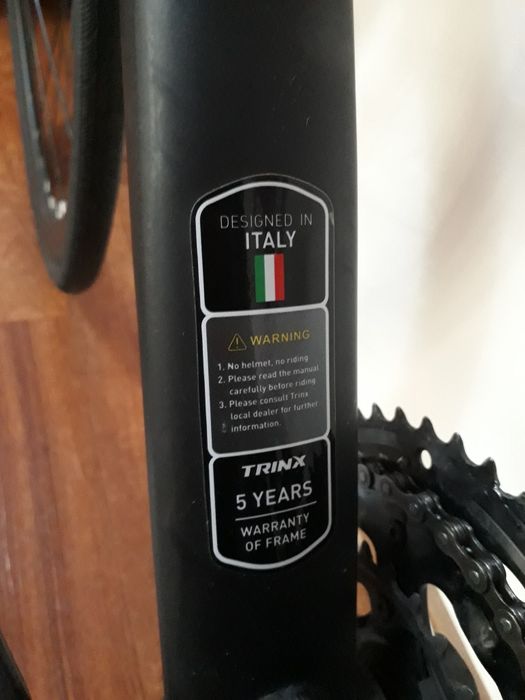 DESIGNED IN
ITALY
WARNING
1. No helmet, no riding
2. Please read the manual
carefully before riding
3. Please consult Trinx
local dealer for further
information.
TRINX
5 YEARS
WARRANTY
OF FRAME